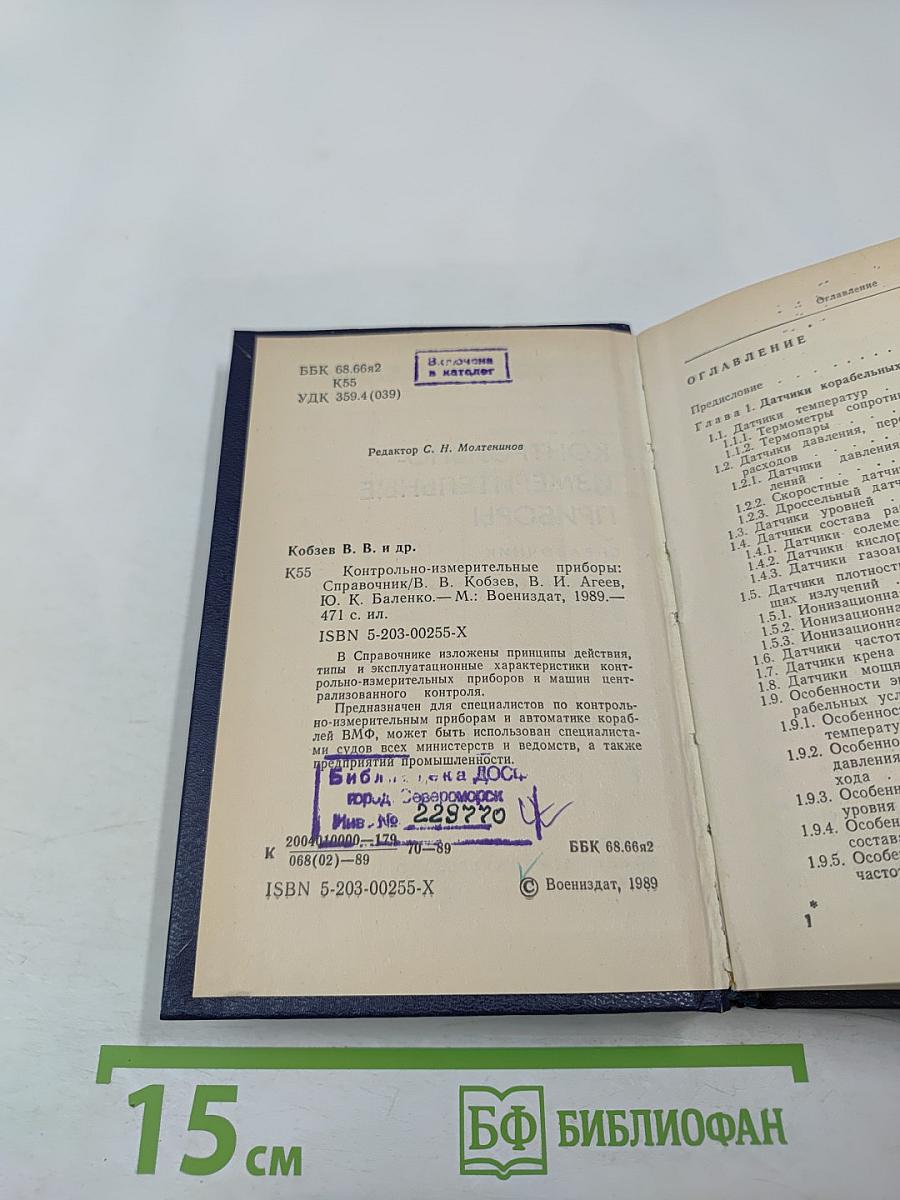 ББК 68.66я2
К55
УДК 359.4(039)
Включена
в каталог
Редактор С. Н. Молтенинов
Кобзев В. В. и др.
К55 Контрольно-измерительные приборы:
Справочник/В. В. Кобзев, В. И. Агеев,
Ю. К. Баленко.— М.: Воениздат, 1989.—
471 с. ил.
ISBN 5-203-00255-X
В Справочнике изложены принципы действия,
типы и эксплуатационные характеристики конт-
рольно-измерительных приборов и машин цент-
рализованного контроля.
Предназначен для специалистов по контроль-
но-измерительным приборам и автоматике кораб-
лей ВМФ, может быть использован специалиста-
ми судов всех министерств и ведомств, а также
предприятий промышленности.
Библиотека ДОСА
город Североморск
Инв. № 229770
К 2004010000—179
068(02)—89
70—89
ББК 68.66я2
ISBN 5-203-00255-X
© Воениздат, 1989
Оглавление
ОГЛАВЛЕНИЕ
Предисловие
Глава 1. Датчики корабельных
1.1. Датчики температур
1.1.1. Термометры сопроти
1.1.2. Термопары
1.2. Датчики давления, пере
расходов
1.2.1. Датчики давления
лений
1.2.2. Скоростные датчи
1.2.3. Дроссельный датч
1.3. Датчики уровней
1.4. Датчики состава ра
1.4.1. Датчики солеме
1.4.2. Датчики кислор
1.4.3. Датчики газоан
1.5. Датчики плотност
щих излучений
1.5.1. Ионизационна
1.5.2. Ионизационна
1.5.3. Ионизационна
1.6. Датчики частот
1.7. Датчики крена
1.8. Датчики мощн
1.9. Особенности эк
рабельных усл
1.9.1. Особеннос
температу
1.9.2. Особенно
давления
хода
1.9.3. Особенн
уровня
1.9.4. Особен
состава
1.9.5. Особе
часто
1*
15 см
БФ БИБЛИОФАН